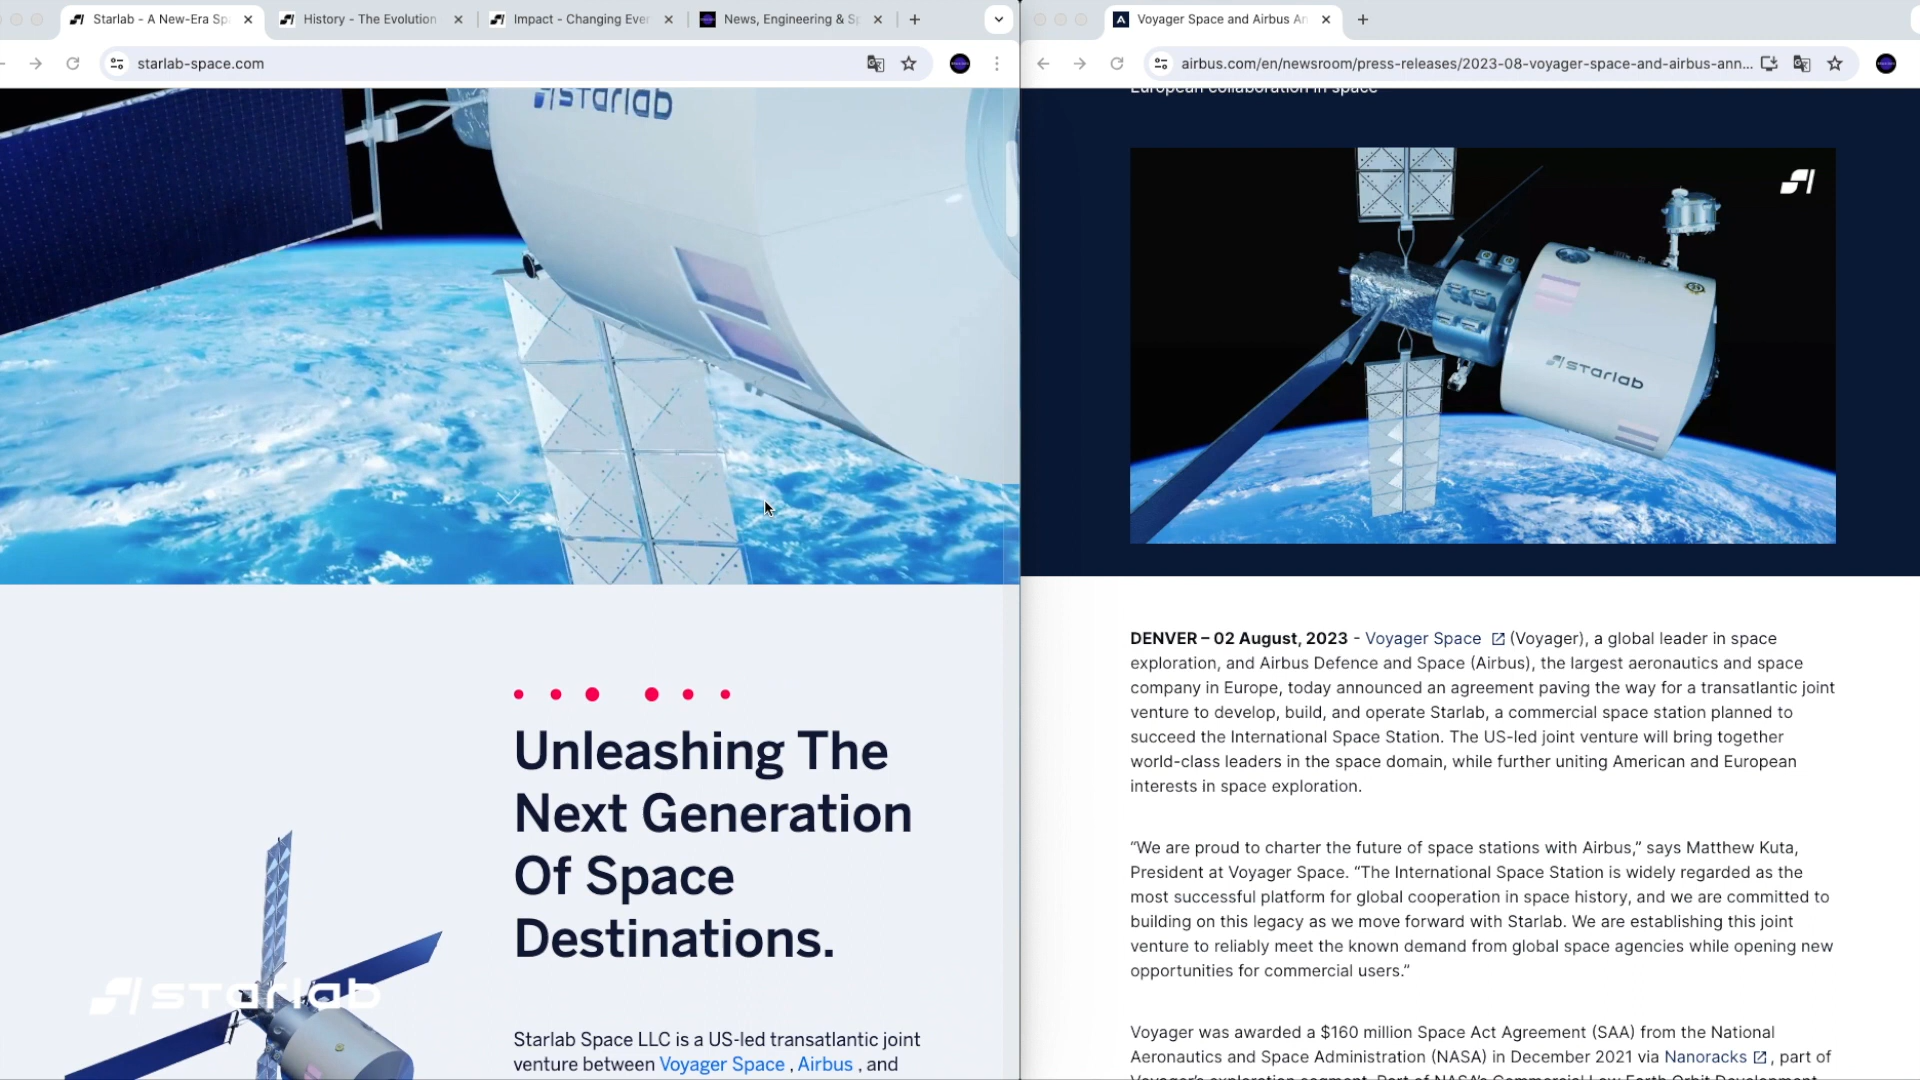 Starlab - A New-Era Sp
History - The Evolution
Impact - Changing Ever
News, Engineering & S
starlab-space.com
starlab
Unleashing The
Next Generation
Of Space
Destinations.
starlab
Starlab Space LLC is a US-led transatlantic joint
venture between Voyager Space , Airbus , and
Voyager Space and Airbus An
airbus.com/en/newsroom/press-releases/2023-08-voyager-space-and-airbus-ann...
European collaboration in space
starlab
DENVER – 02 August, 2023 - Voyager Space (Voyager), a global leader in space
exploration, and Airbus Defence and Space (Airbus), the largest aeronautics and space
company in Europe, today announced an agreement paving the way for a transatlantic joint
venture to develop, build, and operate Starlab, a commercial space station planned to
succeed the International Space Station. The US-led joint venture will bring together
world-class leaders in the space domain, while further uniting American and European
interests in space exploration.
“We are proud to charter the future of space stations with Airbus,” says Matthew Kuta,
President at Voyager Space. “The International Space Station is widely regarded as the
most successful platform for global cooperation in space history, and we are committed to
building on this legacy as we move forward with Starlab. We are establishing this joint
venture to reliably meet the known demand from global space agencies while opening new
opportunities for commercial users.”
Voyager was awarded a $160 million Space Act Agreement (SAA) from the National
Aeronautics and Space Administration (NASA) in December 2021 via Nanoracks , part of
Voyager's exploration segment. Part of NASA's Commercial Low Earth Orbit Development